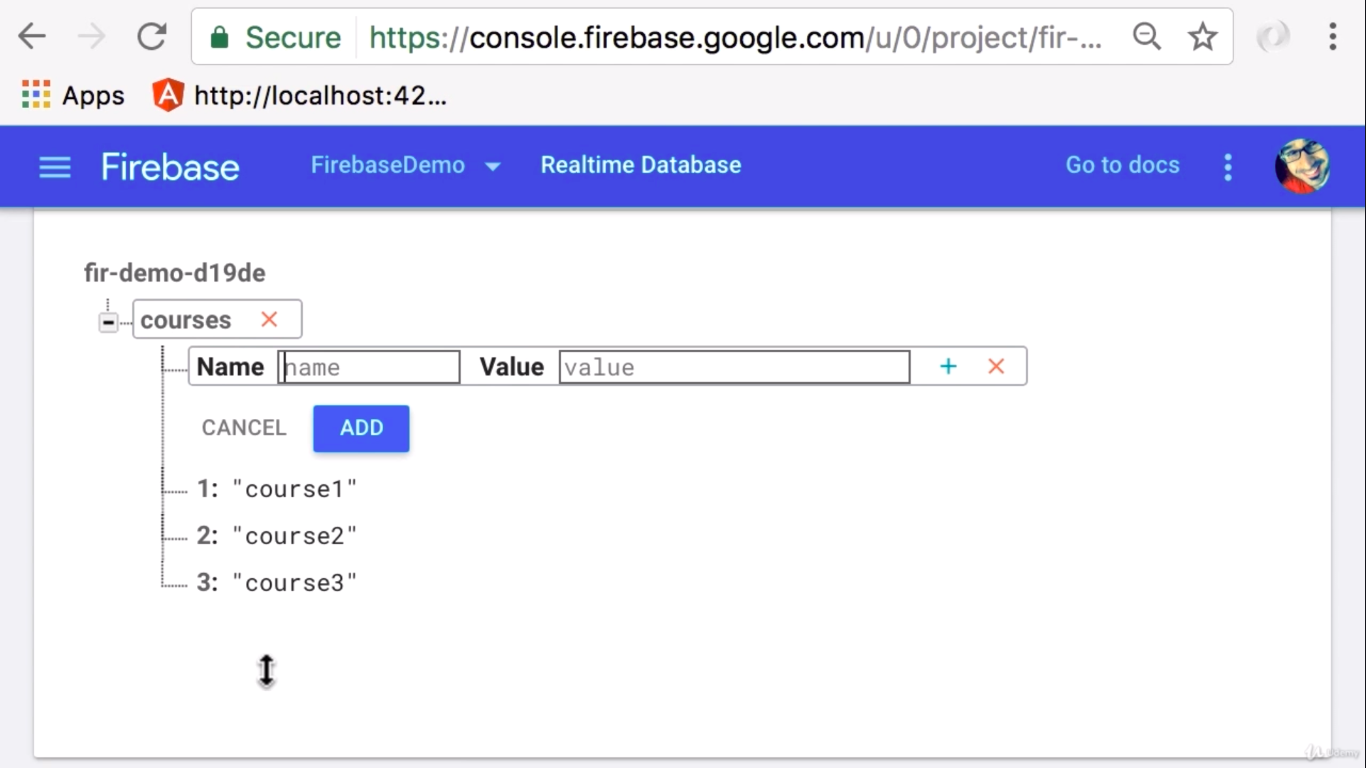 Secure https://console.firebase.google.com/u/0/project/fir-...
Apps http://localhost:42...
Firebase FirebaseDemo Realtime Database Go to docs
fir-demo-d19de
courses
Name name Value value
CANCEL ADD
1: "course1"
2: "course2"
3: "course3"
Udemy